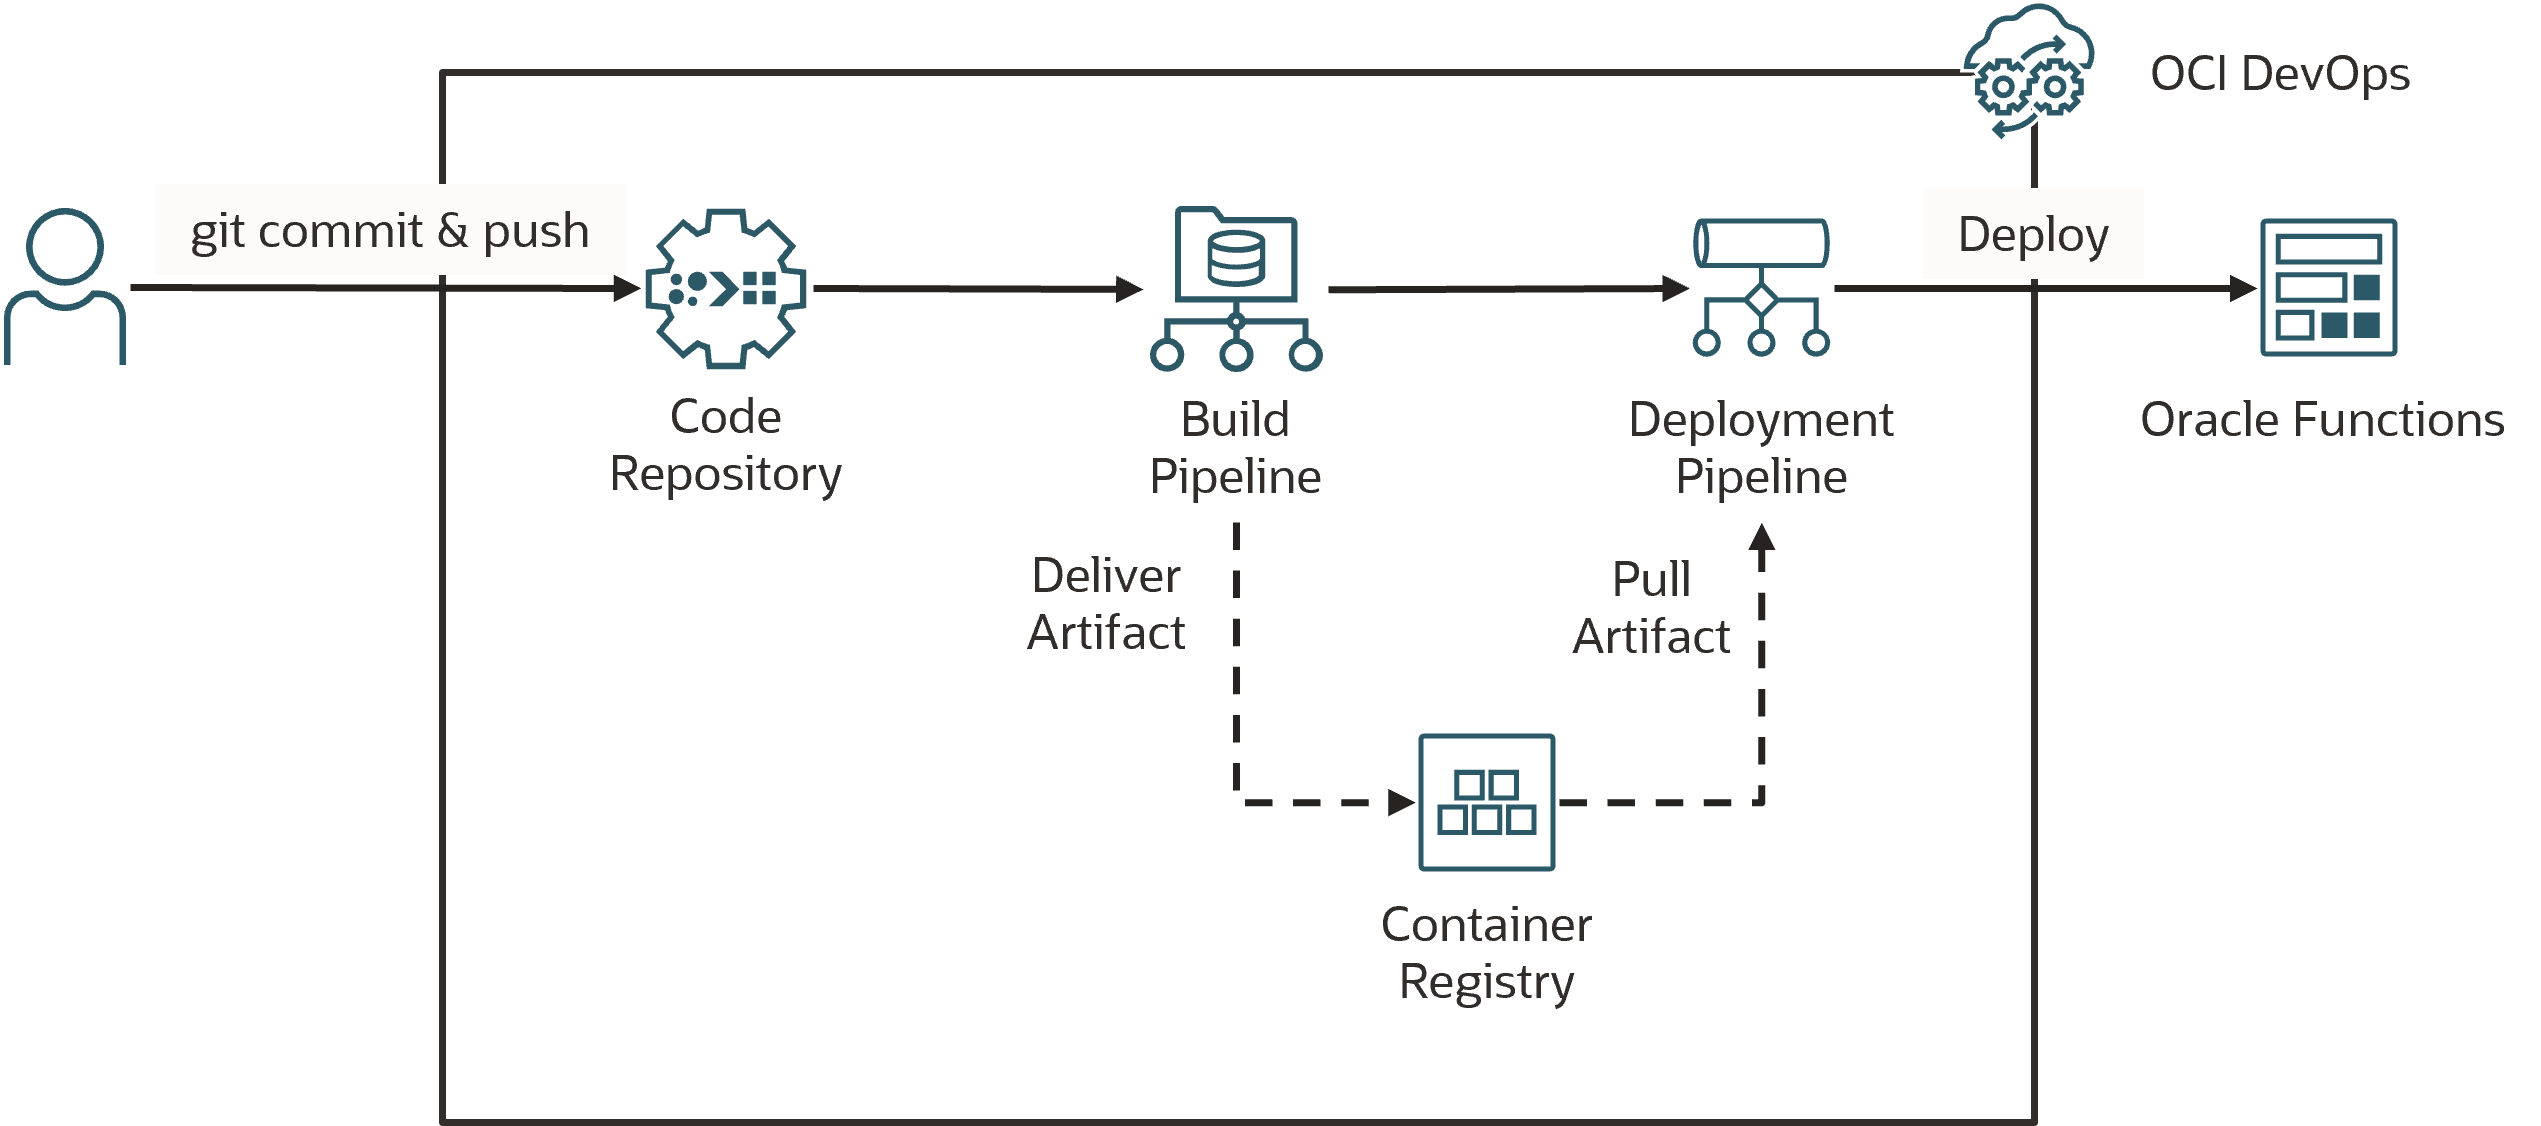 OCI DevOps
git commit & push
Deploy
Code
Repository
Build
Pipeline
Deployment
Pipeline
Oracle Functions
Deliver
Artifact
Pull
Artifact
Container
Registry